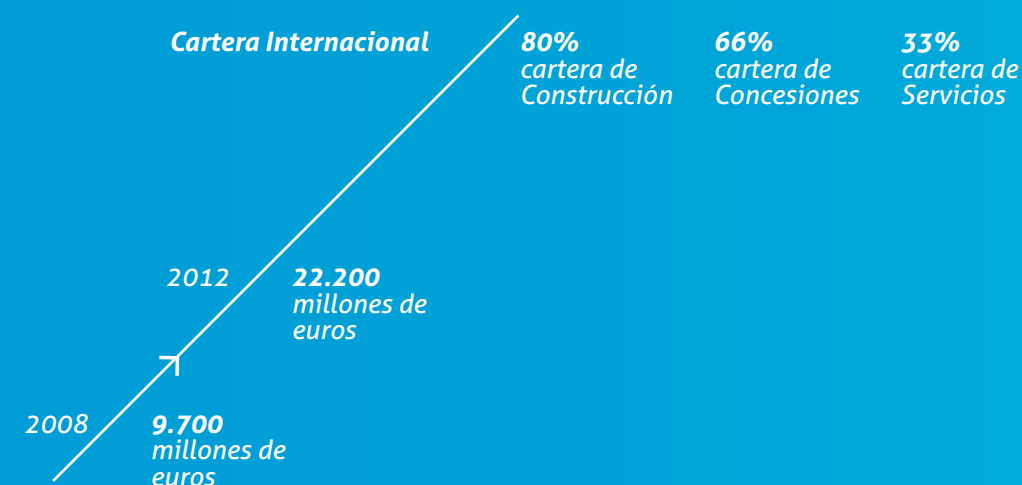 Cartera Internacional
80%
cartera de
Construcción
66%
cartera de
Concesiones
33%
cartera de
Servicios
2012
22.200
millones de
euros
2008
9.700
millones de
euros